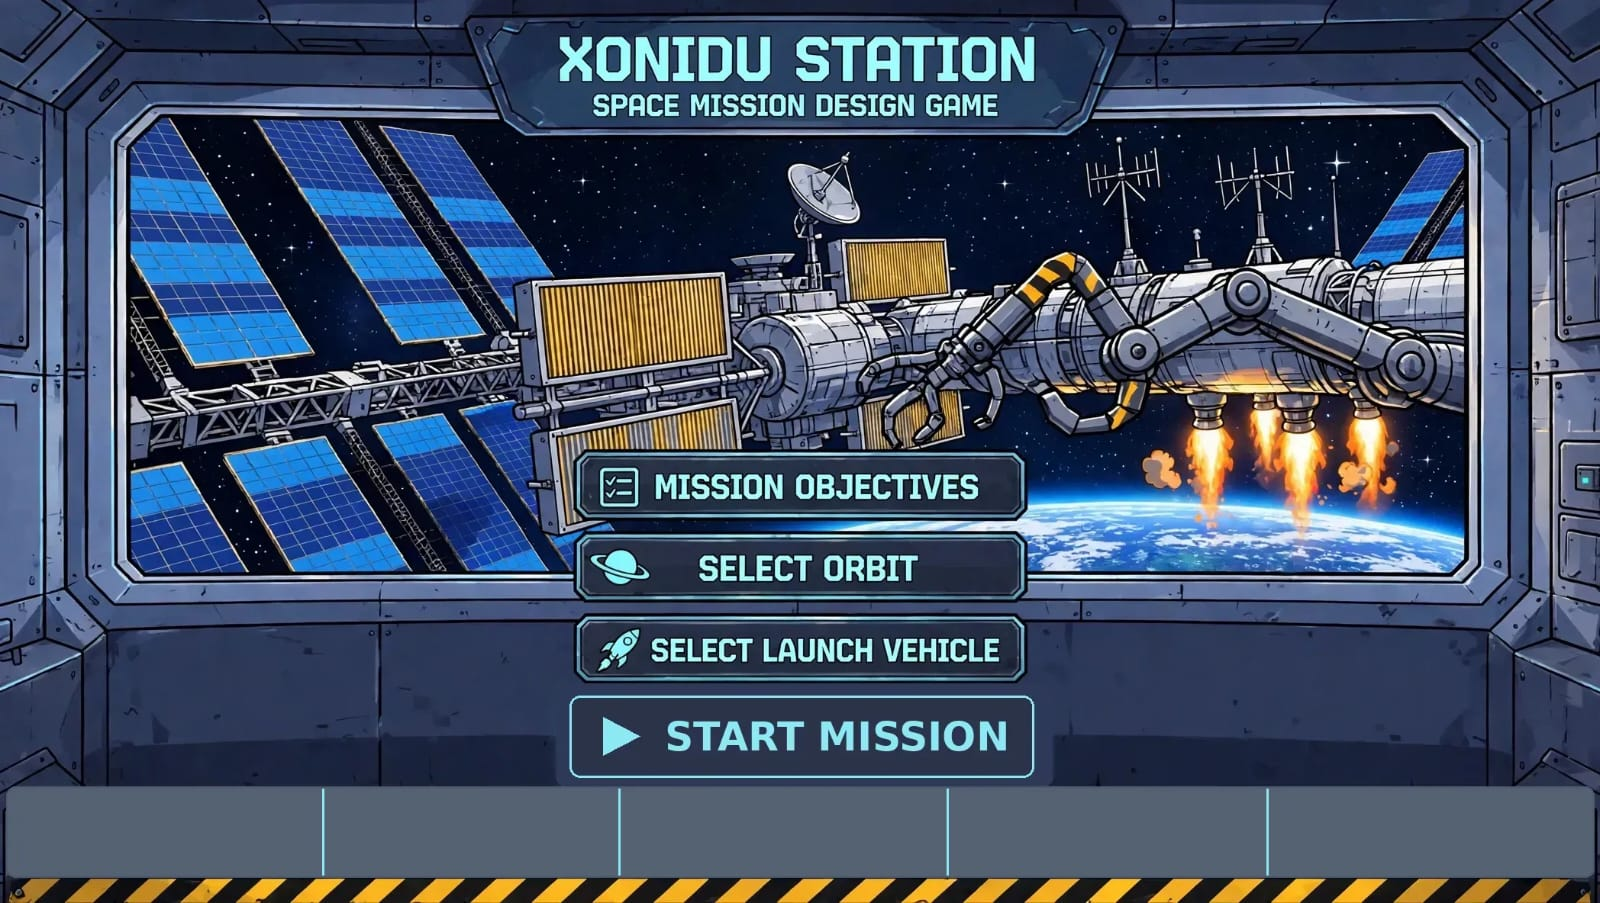 XONIDU STATION
SPACE MISSION DESIGN GAME
MISSION OBJECTIVES
SELECT ORBIT
SELECT LAUNCH VEHICLE
START MISSION